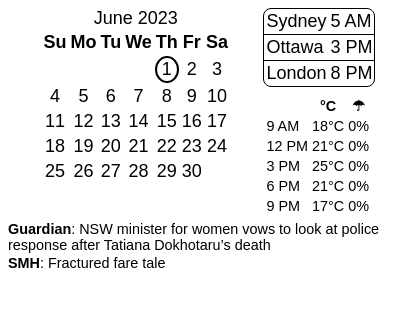 June 2023
Su Mo Tu We Th Fr Sa
1 2 3
4 5 6 7 8 9 10
11 12 13 14 15 16 17
18 19 20 21 22 23 24
25 26 27 28 29 30
Sydney 5 AM
Ottawa 3 PM
London 8 PM
°C ☂
9 AM 18°C 0%
12 PM 21°C 0%
3 PM 25°C 0%
6 PM 21°C 0%
9 PM 17°C 0%
Guardian: NSW minister for women vows to look at police
response after Tatiana Dokhotaru’s death
SMH: Fractured fare tale